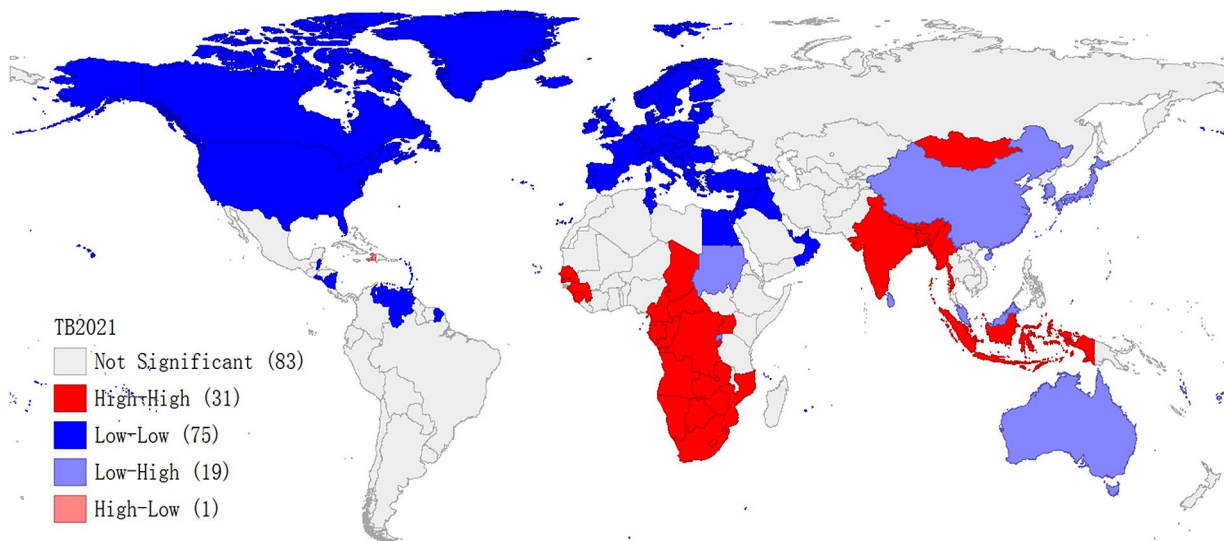 TB2021
Not Significant (83)
High-High (31)
Low-Low (75)
Low-High (19)
High-Low (1)